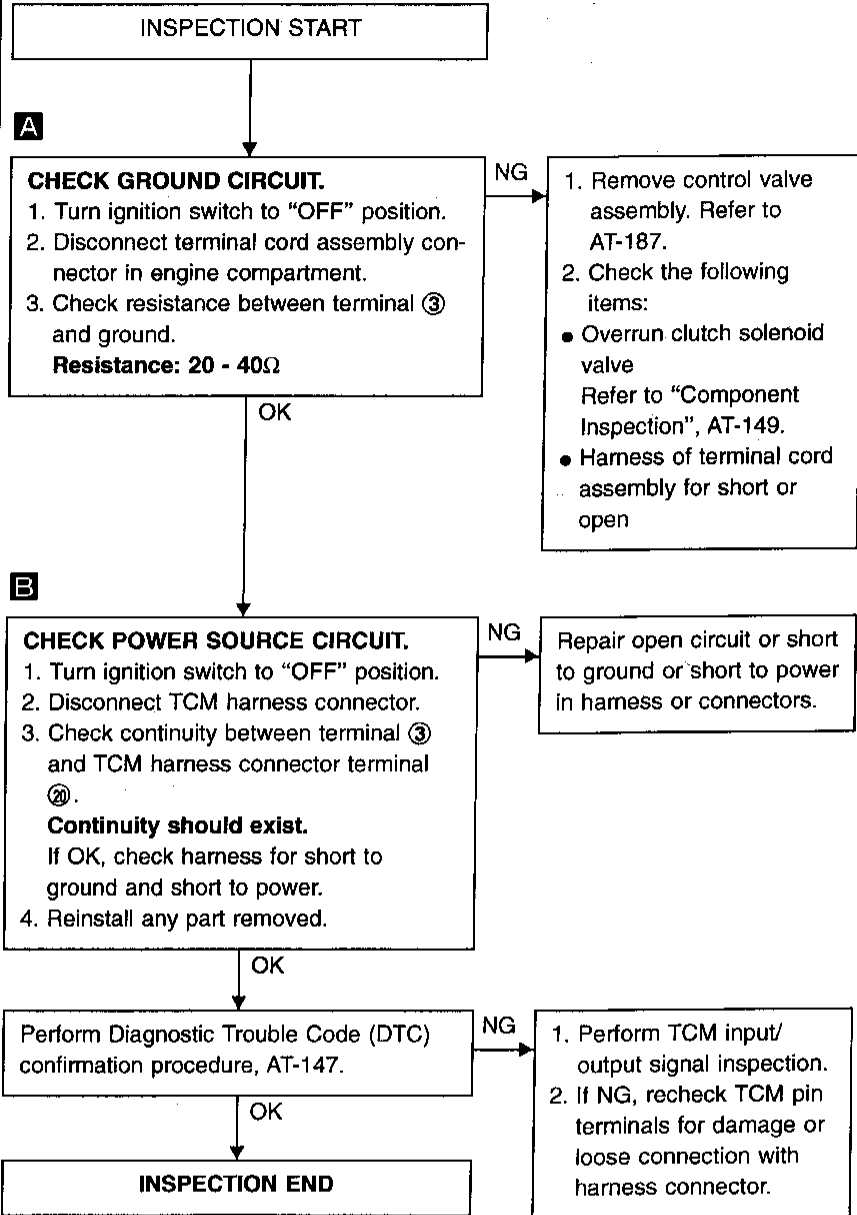 INSPECTION START
A
CHECK GROUND CIRCUIT.
1. Turn ignition switch to “OFF” position.
2. Disconnect terminal cord assembly con-
nector in engine compartment.
3. Check resistance between terminal ③
and ground.
Resistance: 20 - 40Ω
NG
1. Remove control valve
assembly. Refer to
AT-187.
2. Check the following
items:
● Overrun clutch solenoid
valve
Refer to “Component
Inspection”, AT-149.
● Harness of terminal cord
assembly for short or
open
OK
B
CHECK POWER SOURCE CIRCUIT.
1. Turn ignition switch to “OFF” position.
2. Disconnect TCM harness connector.
3. Check continuity between terminal ③
and TCM harness connector terminal
⑳.
Continuity should exist.
If OK, check harness for short to
ground and short to power.
4. Reinstall any part removed.
NG
Repair open circuit or short
to ground or short to power
in harness or connectors.
OK
Perform Diagnostic Trouble Code (DTC)
confirmation procedure, AT-147.
NG
1. Perform TCM input/
output signal inspection.
2. If NG, recheck TCM pin
terminals for damage or
loose connection with
harness connector.
OK
INSPECTION END